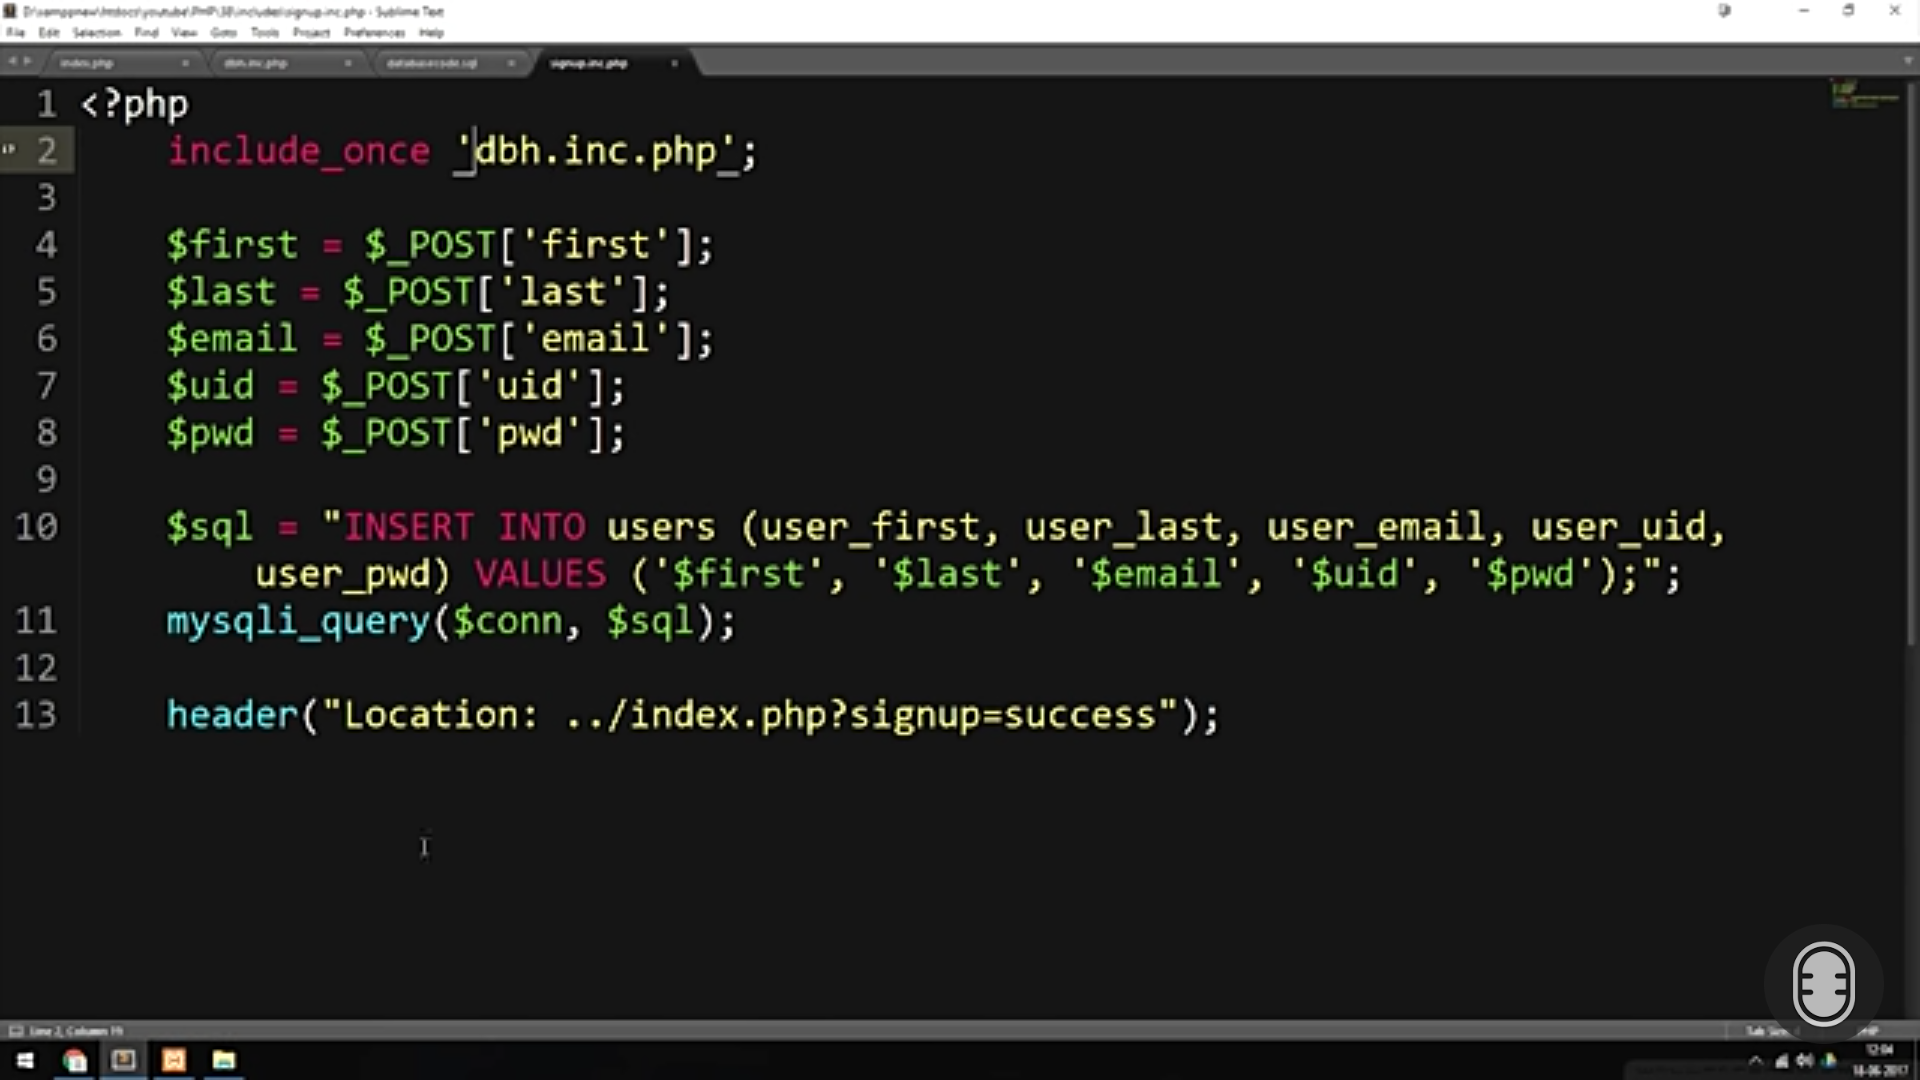 D:\xamppnew\htdocs\youtube\PHP\38\includes\signup.inc.php - Sublime Text
File Edit Selection Find View Goto Tools Project Preferences Help
index.php dbh.inc.php databasecode.sql signup.inc.php
1 <?php
2 include_once 'dbh.inc.php';
3
4 $first = $_POST['first'];
5 $last = $_POST['last'];
6 $email = $_POST['email'];
7 $uid = $_POST['uid'];
8 $pwd = $_POST['pwd'];
9
10 $sql = "INSERT INTO users (user_first, user_last, user_email, user_uid,
user_pwd) VALUES ('$first', '$last', '$email', '$uid', '$pwd');";
11 mysqli_query($conn, $sql);
12
13 header("Location: ../index.php?signup=success");
Line 2, Column 19
Tab Size
PHP
12:04
18-06-2017